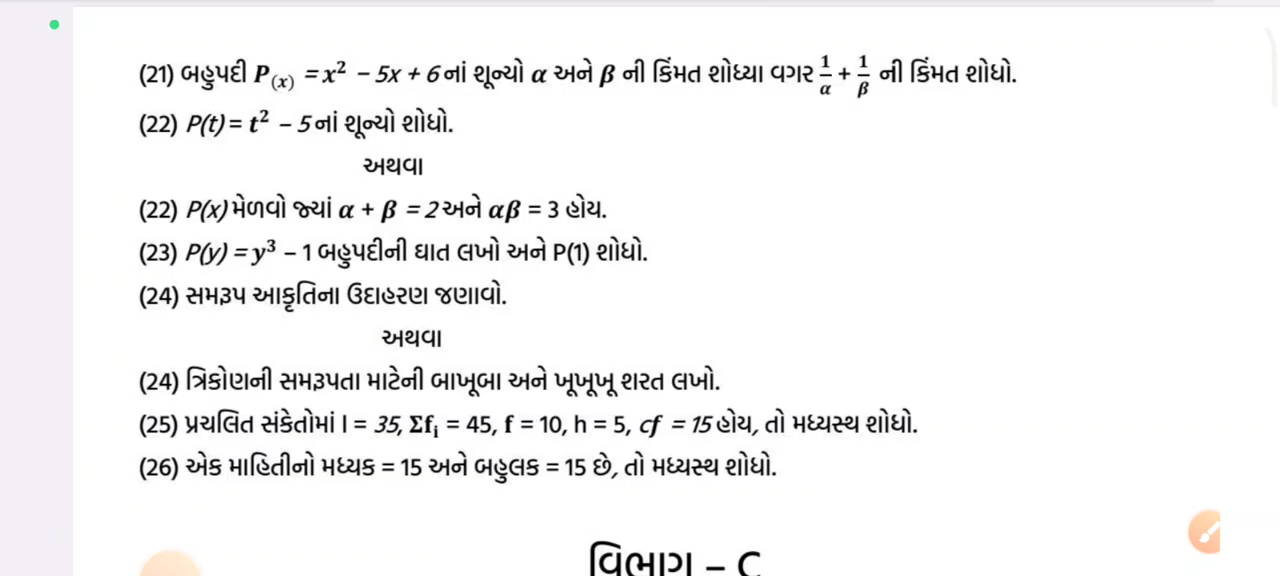 (21) બહુપદી P(x) = x² – 5x + 6 નાં શૂન્યો α અને β ની કિંમત શોધ્યા વગર 1/α + 1/β ની કિંમત શોધો.
(22) P(t) = t² – 5 નાં શૂન્યો શોધો.
અથવા
(22) P(x) મેળવો જ્યાં α + β = 2 અને αβ = 3 હોય.
(23) P(y) = y³ – 1 બહુપદીની ઘાત લખો અને P(1) શોધો.
(24) સમરૂપ આકૃતિના ઉદાહરણ જણાવો.
અથવા
(24) ત્રિકોણની સમરૂપતા માટેની બાખૂબા અને ખૂખૂખૂ શરત લખો.
(25) પ્રચલિત સંકેતોમાં l = 35, Σfᵢ = 45, f = 10, h = 5, cf = 15 હોય, તો મધ્યસ્થ શોધો.
(26) એક માહિતીનો મધ્યક = 15 અને બહુલક = 15 છે, તો મધ્યસ્થ શોધો.
વિભાગ – C